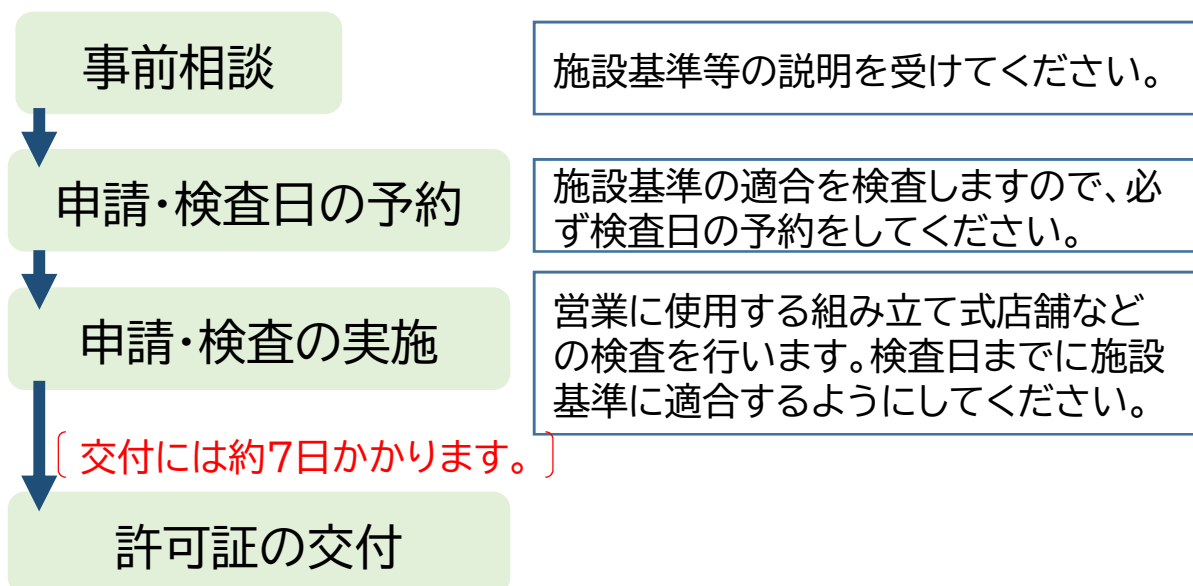 事前相談
施設基準等の説明を受けてください。
申請・検査日の予約
施設基準の適合を検査しますので、必
ず検査日の予約をしてください。
申請・検査の実施
営業に使用する組み立て式店舗など
の検査を行います。検査日までに施設
基準に適合するようにしてください。
〔 交付には約7日かかります。 〕
許可証の交付